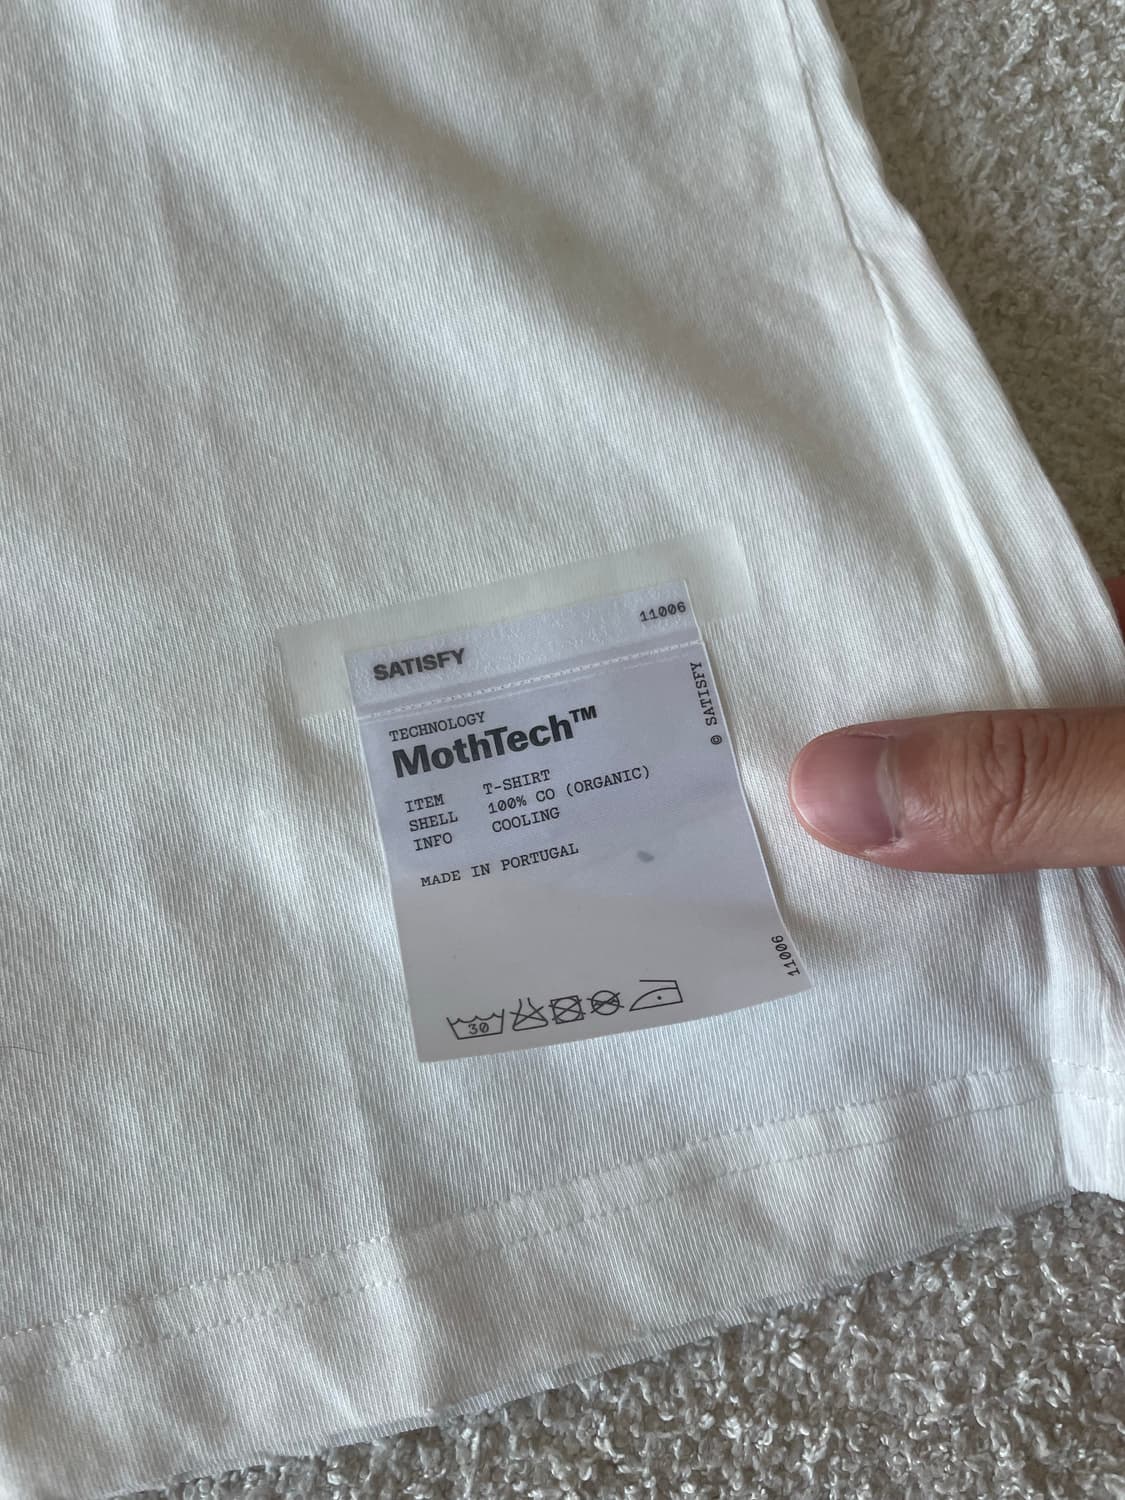 SATISFY 11006
TECHNOLOGY
MothTech™
ITEM T-SHIRT
SHELL 100% CO (ORGANIC)
INFO COOLING
MADE IN PORTUGAL
© SATISFY
11006
30